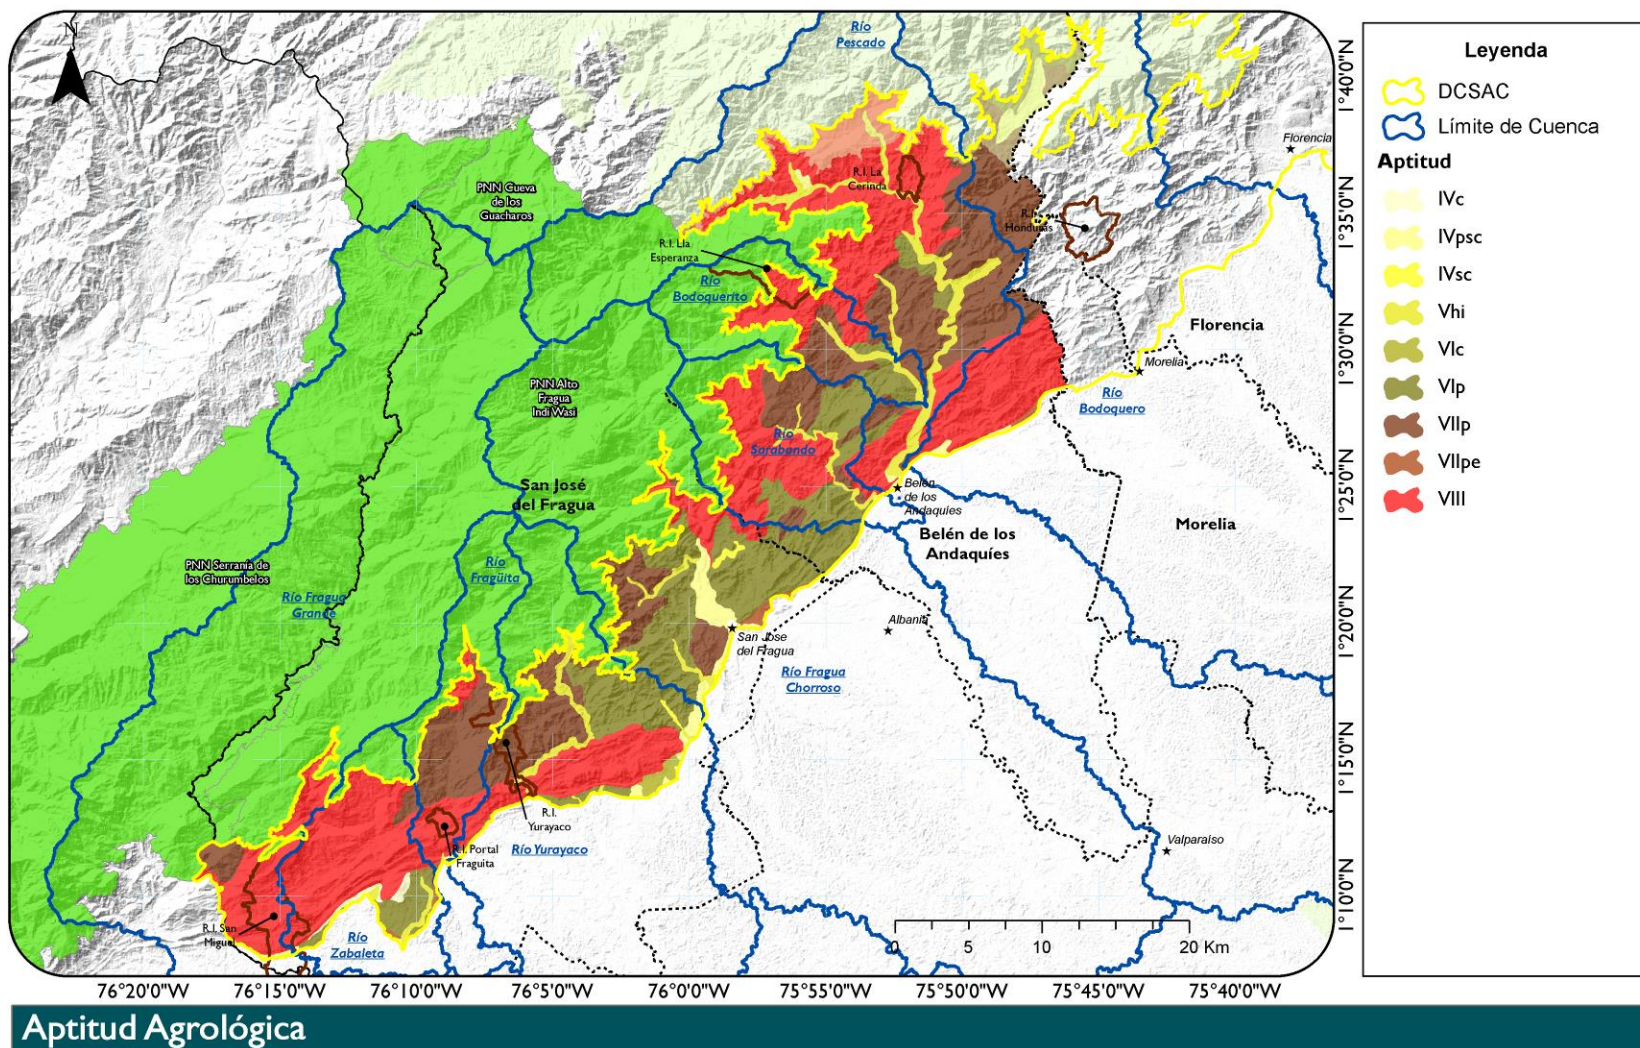 N
Río
Pescado
Florencia
PNN Cueva
de los
Guacharos
R.I. La
Cerinda
R.I.
Honduras
R.I. Lla
Esperanza
Río
Bodoquerito
Florencia
PNN Alto
Fragua
Indi Wasi
Morelia
Río
Bodoquero
Río
Sarabando
San José
del Fragua
Belén
de los
Andaquíes
Morelia
Belén de los
Andaquíes
PNN Serranía de
los Churumbelos
Río
Fragüita
Río Fragua
Grande
Albania
San Jose
del Fragua
Río Fragua
Chorroso
R.I.
Yurayaco
Río Yurayaco
R.I. Portal
Fraguita
Valparaíso
R.I. San
Miguel
Río
Zabaleta
0 5 10 20 Km
1°40'0"N
1°35'0"N
1°30'0"N
1°25'0"N
1°20'0"N
1°15'0"N
1°10'0"N
76°20'0"W 76°15'0"W 76°10'0"W 76°5'0"W 76°0'0"W 75°55'0"W 75°50'0"W 75°45'0"W 75°40'0"W
Leyenda
DCSAC
Límite de Cuenca
Aptitud
IVc
IVpsc
IVsc
Vhi
VIc
VIp
VIIp
VIIpe
VIII
Aptitud Agrológica